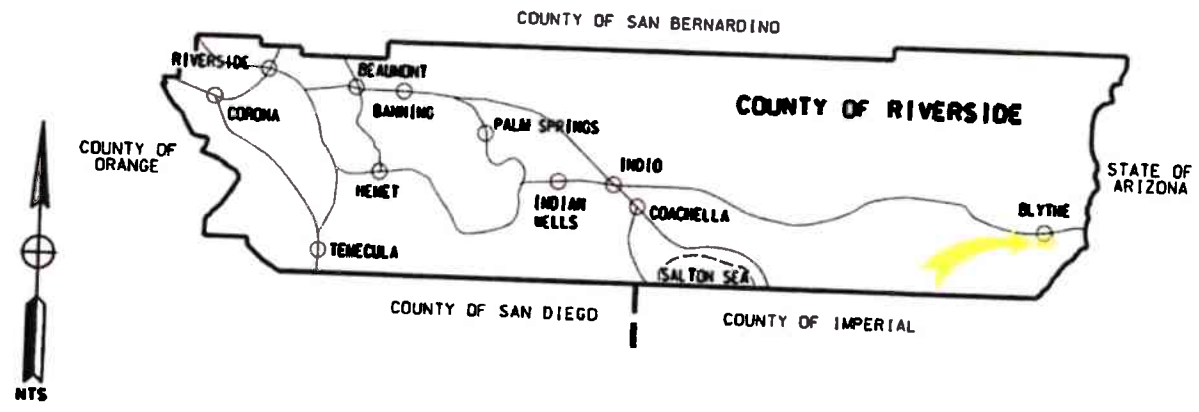 COUNTY OF SAN BERNARDINO
RIVERSIDE
BEAUMONT
CORONA
BANNING
COUNTY OF RIVERSIDE
PALM SPRINGS
COUNTY OF
ORANGE
HEMET
INDIO
STATE OF
ARIZONA
INDIAN
WELLS
COACHELLA
BLYTHE
TEMECULA
SALTON SEA
COUNTY OF SAN DIEGO
COUNTY OF IMPERIAL
NTS